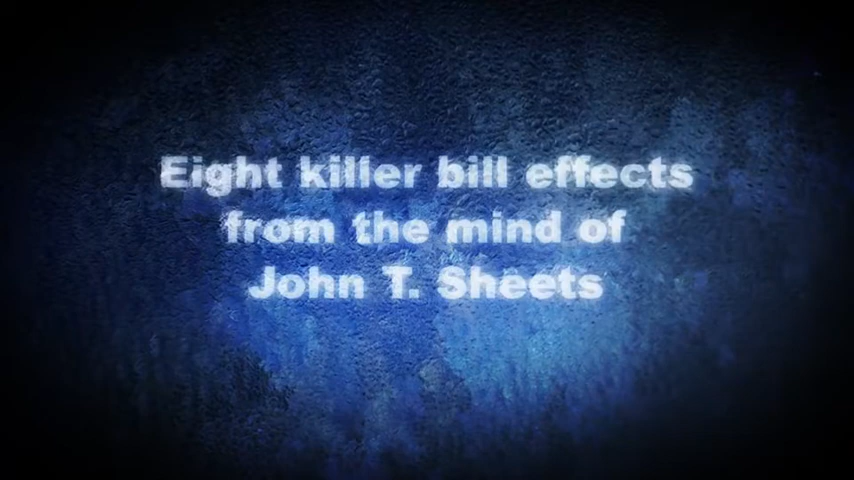 Eight killer bill effects
from the mind of
John T. Sheets